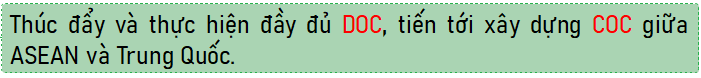 Thúc đẩy và thực hiện đầy đủ DOC, tiến tới xây dựng COC giữa
ASEAN và Trung Quốc.